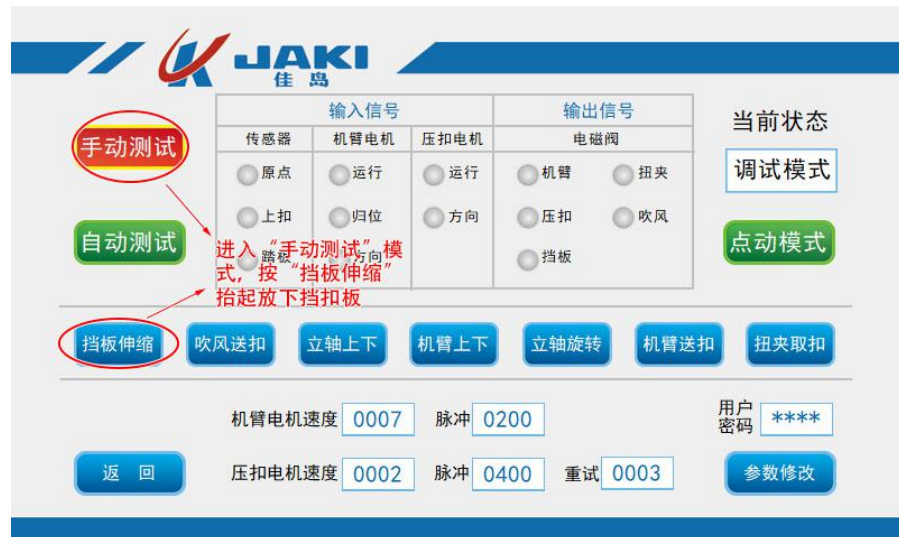 JAKI
佳岛
输入信号 输出信号
当前状态
手动测试
传感器 机臂电机 压扣电机 电磁阀
原点 运行 运行 机臂 扭夹
调试模式
上扣 归位 方向 压扣 吹风
自动测试
点动模式
踏板 方向 挡板
进入“手动测试”模
式，按“挡板伸缩”
抬起放下挡扣板
挡板伸缩 吹风送扣 立轴上下 机臂上下 立轴旋转 机臂送扣 扭夹取扣
机臂电机速度 0007 脉冲 0200
用户
密码 ****
返 回 压扣电机速度 0002 脉冲 0400 重试 0003 参数修改